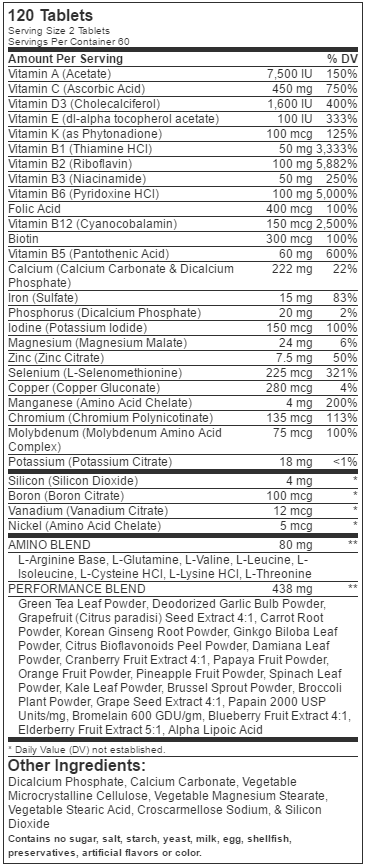 120 Tablets
Serving Size 2 Tablets
Servings Per Container 60
Amount Per Serving % DV
Vitamin A (Acetate) 7,500 IU 150%
Vitamin C (Ascorbic Acid) 450 mg 750%
Vitamin D3 (Cholecalciferol) 1,600 IU 400%
Vitamin E (dl-alpha tocopherol acetate) 100 IU 333%
Vitamin K (as Phytonadione) 100 mcg 125%
Vitamin B1 (Thiamine HCl) 50 mg 3,333%
Vitamin B2 (Riboflavin) 100 mg 5,882%
Vitamin B3 (Niacinamide) 50 mg 250%
Vitamin B6 (Pyridoxine HCl) 100 mg 5,000%
Folic Acid 400 mcg 100%
Vitamin B12 (Cyanocobalamin) 150 mcg 2,500%
Biotin 300 mcg 100%
Vitamin B5 (Pantothenic Acid) 60 mg 600%
Calcium (Calcium Carbonate & Dicalcium 222 mg 22%
Phosphate)
Iron (Sulfate) 15 mg 83%
Phosphorus (Dicalcium Phosphate) 20 mg 2%
Iodine (Potassium Iodide) 150 mcg 100%
Magnesium (Magnesium Malate) 24 mg 6%
Zinc (Zinc Citrate) 7.5 mg 50%
Selenium (L-Selenomethionine) 225 mcg 321%
Copper (Copper Gluconate) 280 mcg 4%
Manganese (Amino Acid Chelate) 4 mg 200%
Chromium (Chromium Polynicotinate) 135 mcg 113%
Molybdenum (Molybdenum Amino Acid 75 mcg 100%
Complex)
Potassium (Potassium Citrate) 18 mg <1%
Silicon (Silicon Dioxide) 4 mg *
Boron (Boron Citrate) 100 mcg *
Vanadium (Vanadium Citrate) 12 mcg *
Nickel (Amino Acid Chelate) 5 mcg *
AMINO BLEND 80 mg **
L-Arginine Base, L-Glutamine, L-Valine, L-Leucine, L-
Isoleucine, L-Cysteine HCl, L-Lysine HCl, L-Threonine
PERFORMANCE BLEND 438 mg **
Green Tea Leaf Powder, Deodorized Garlic Bulb Powder,
Grapefruit (Citrus paradisi) Seed Extract 4:1, Carrot Root
Powder, Korean Ginseng Root Powder, Ginkgo Biloba Leaf
Powder, Citrus Bioflavonoids Peel Powder, Damiana Leaf
Powder, Cranberry Fruit Extract 4:1, Papaya Fruit Powder,
Orange Fruit Powder, Pineapple Fruit Powder, Spinach Leaf
Powder, Kale Leaf Powder, Brussel Sprout Powder, Broccoli
Plant Powder, Grape Seed Extract 4:1, Papain 2000 USP
Units/mg, Bromelain 600 GDU/gm, Blueberry Fruit Extract 4:1,
Elderberry Fruit Extract 5:1, Alpha Lipoic Acid
* Daily Value (DV) not established.
Other Ingredients:
Dicalcium Phosphate, Calcium Carbonate, Vegetable
Microcrystalline Cellulose, Vegetable Magnesium Stearate,
Vegetable Stearic Acid, Croscarmellose Sodium, & Silicon
Dioxide
Contains no sugar, salt, starch, yeast, milk, egg, shellfish,
preservatives, artificial flavors or color.